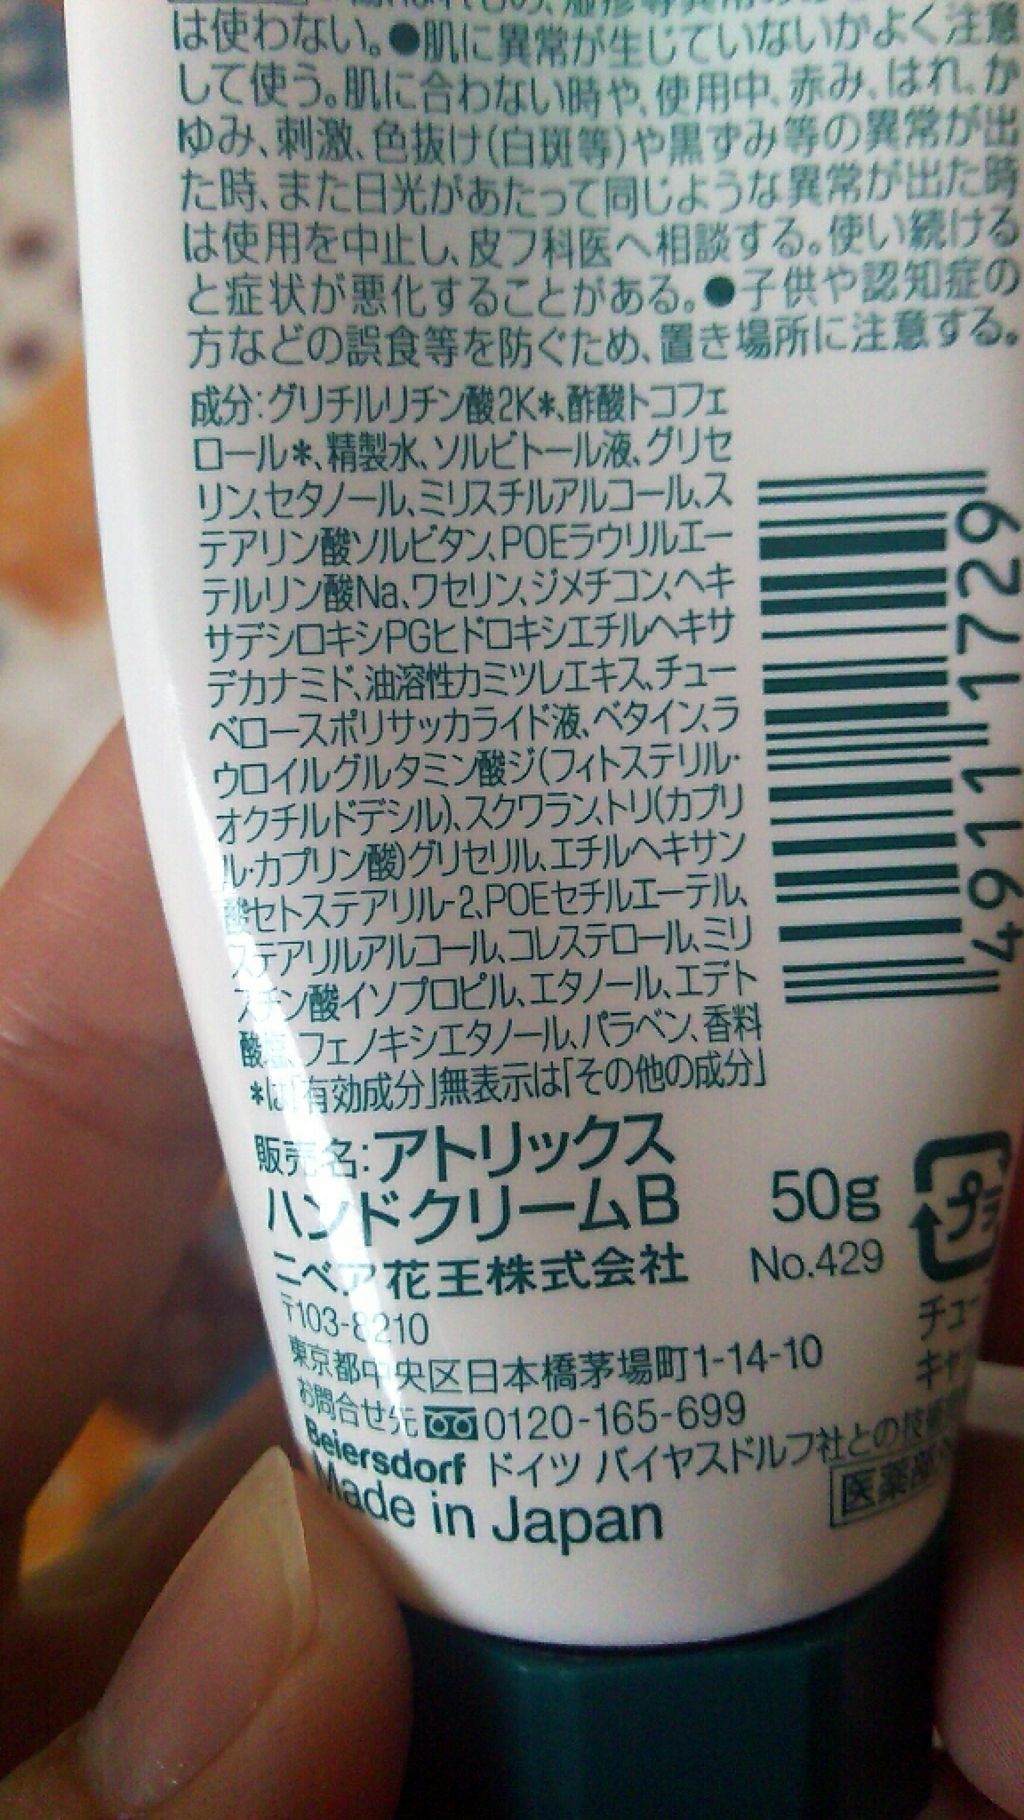 は使わない。●肌に異常が生じていないかよく注意
して使う。肌に合わない時や、使用中、赤み、はれ、か
ゆみ、刺激、色抜け(白斑等)や黒ずみ等の異常が出
た時、また日光があたって同じような異常が出た時
は使用を中止し、皮フ科医へ相談する。使い続ける
と症状が悪化することがある。●子供や認知症の
方などの誤食等を防ぐため、置き場所に注意する。
成分:グリチルリチン酸2K*、酢酸トコフェ
ロール*、精製水、ソルビトール液、グリセ
リン、セタノール、ミリスチルアルコール、ス
テアリン酸ソルビタン、POEラウリルエー
テルリン酸Na、ワセリン、ジメチコン、ヘキ
サデシロキシPGヒドロキシエチルヘキサ
デカナミド、油溶性カミツレエキス、チュー
ベロースポリサッカライド液、ベタイン、ラ
ウロイルグルタミン酸ジ(フィトステリル・
オクチルドデシル)、スクワラン、トリ(カプリ
ル・カプリン酸)グリセリル、エチルヘキサン
酸セトステアリル-2、POEセチルエーテル、
ステアリルアルコール、コレステロール、ミリ
スチン酸イソプロピル、エタノール、エデト
酸塩、フェノキシエタノール、パラベン、香料
*は「有効成分」無表示は「その他の成分」
4911 1729
販売名:アトリックス
ハンドクリームB 50g
プラ
ニベア花王株式会社 No.429
〒103-8210
チュー
東京都中央区日本橋茅場町1-14-10
キャ
お問合せ先 0120-165-699
Beiersdorf ドイツ バイヤスドルフ社との技術
Made in Japan
医薬部